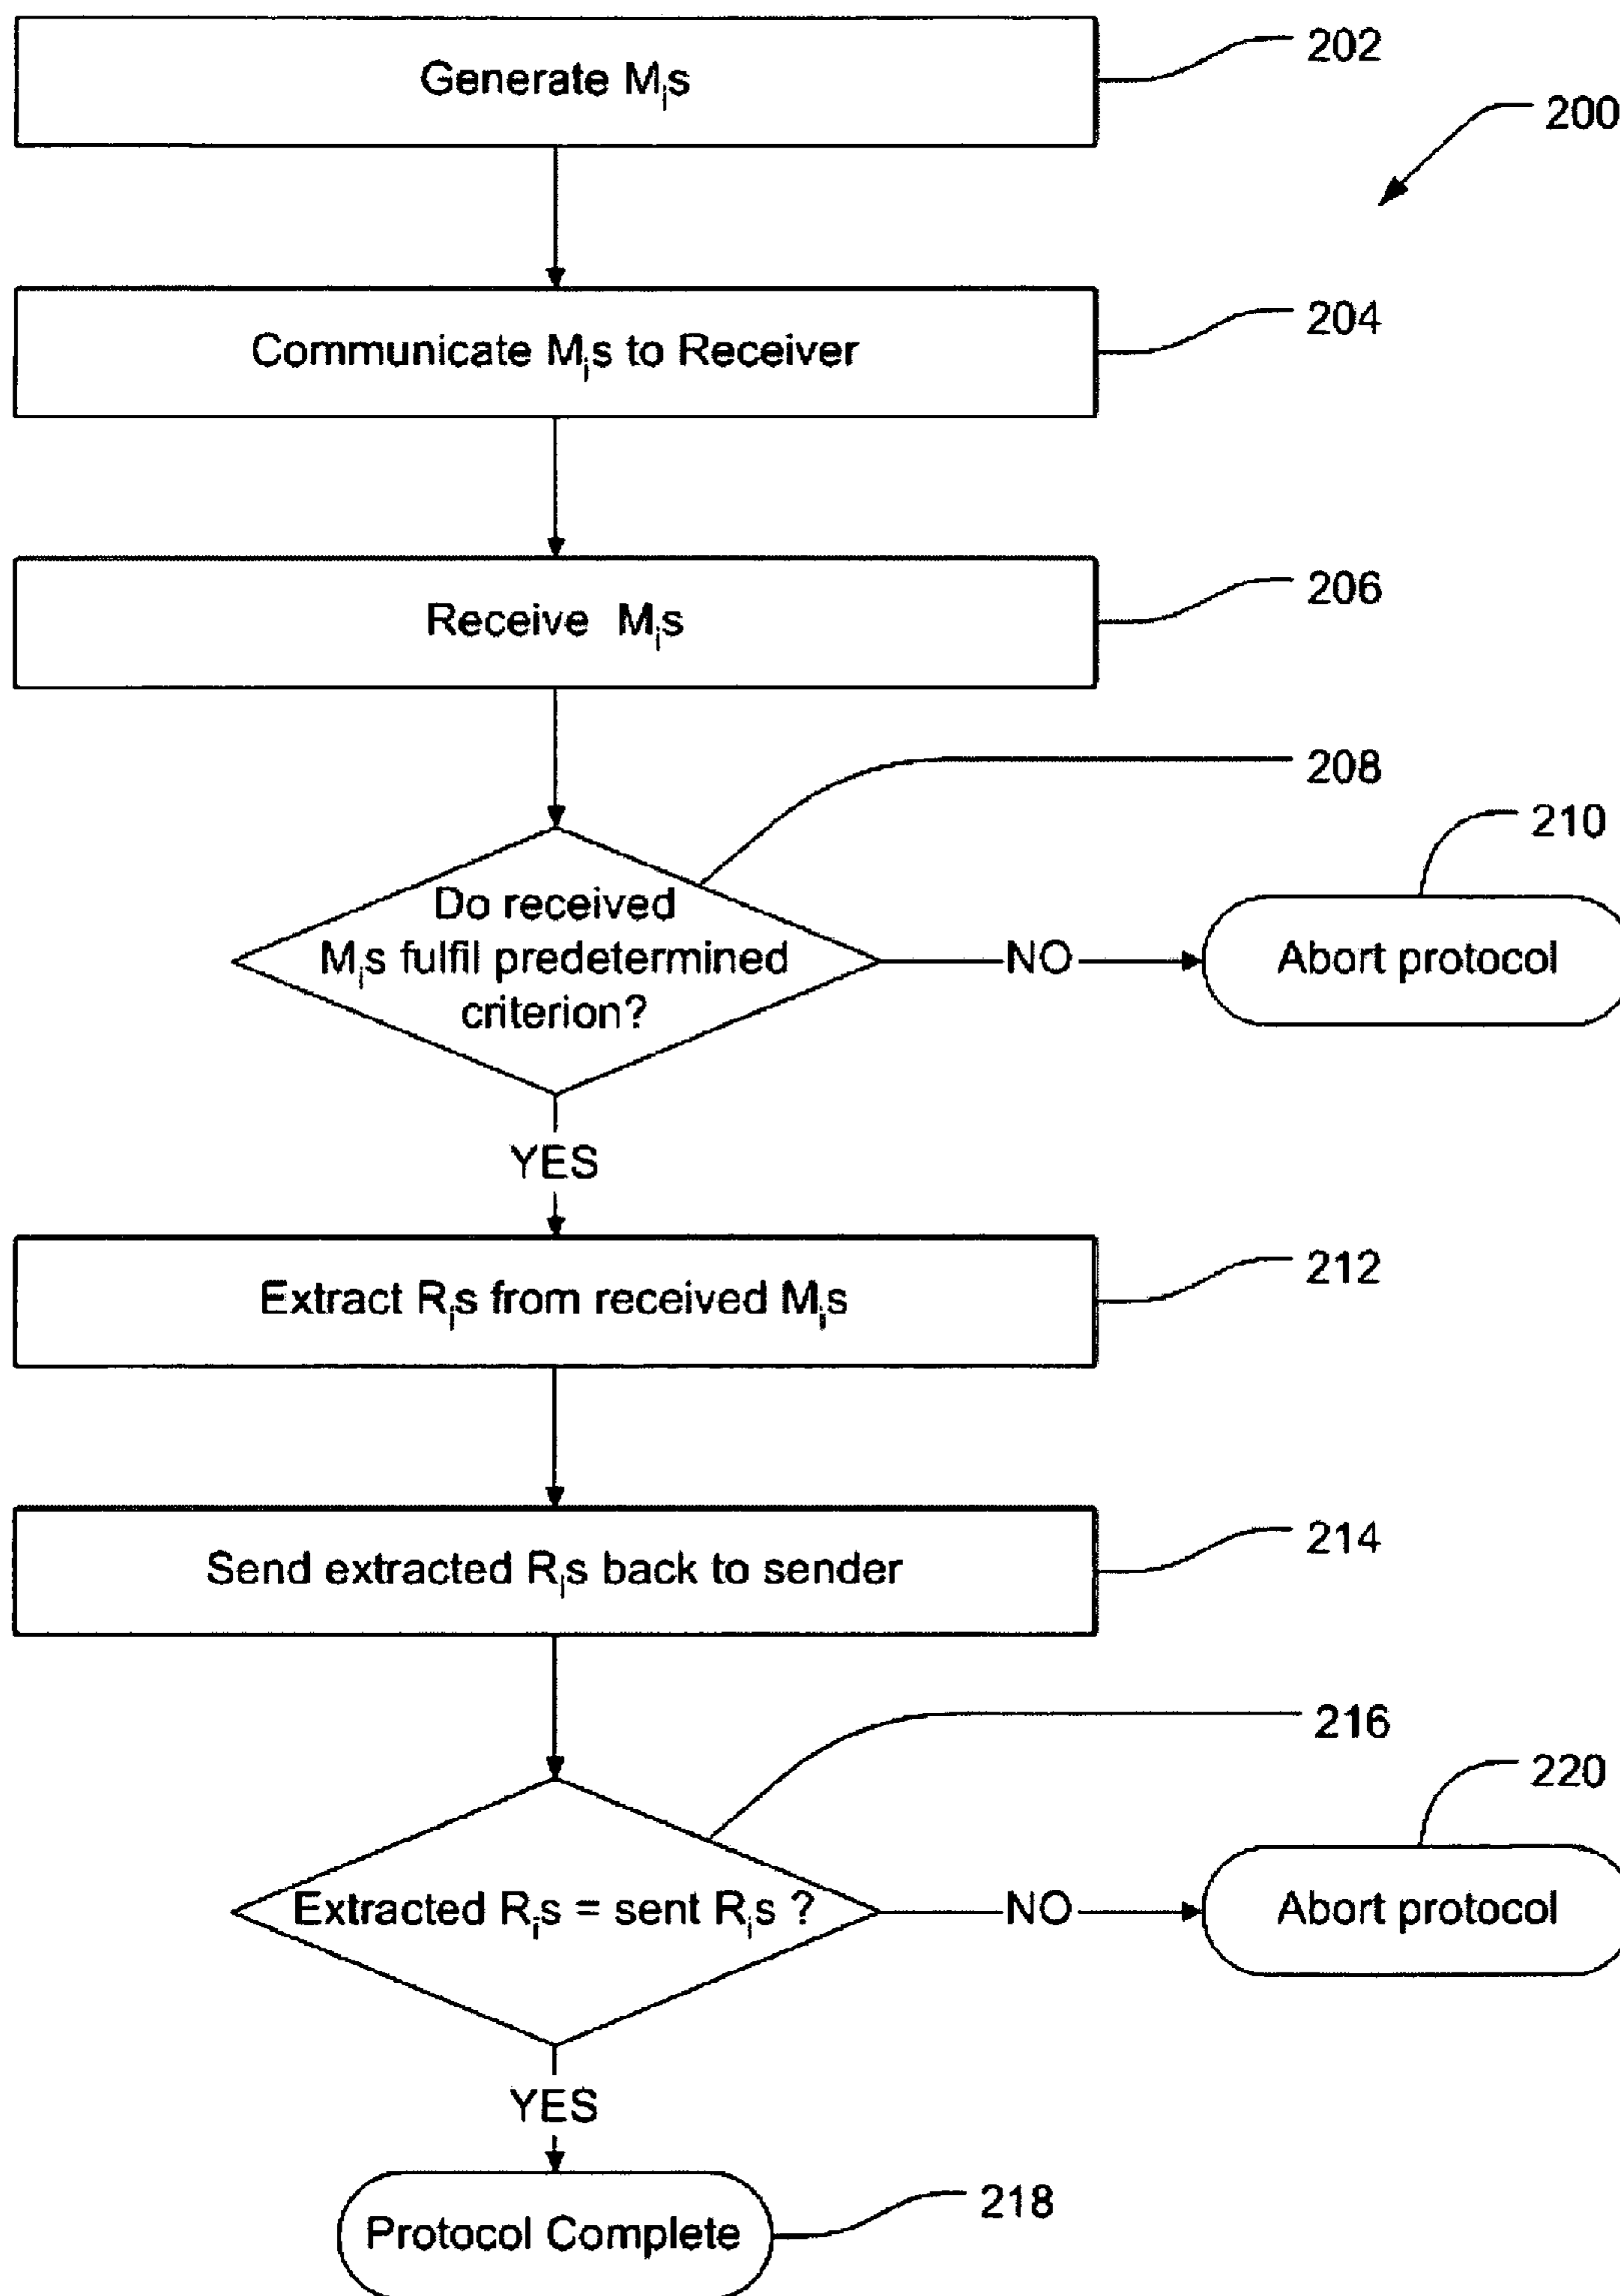 Generate Mᵢs
202
200
Communicate Mᵢs to Receiver
204
Receive Mᵢs
206
208
Do received
Mᵢs fulfil predetermined
criterion?
NO
210
Abort protocol
YES
Extract Rᵢs from received Mᵢs
212
Send extracted Rᵢs back to sender
214
216
Extracted Rᵢs = sent Rᵢs ?
NO
220
Abort protocol
YES
Protocol Complete
218